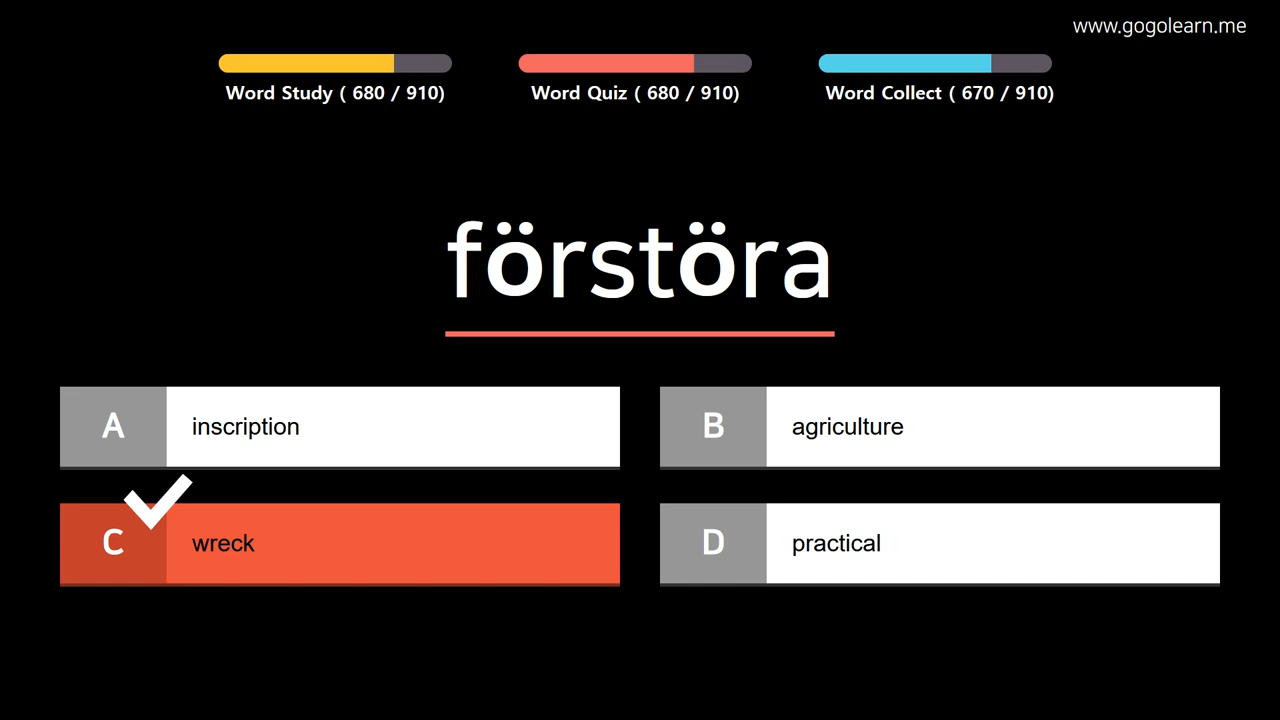 www.gogolearn.me
Word Study ( 680 / 910)
Word Quiz ( 680 / 910)
Word Collect ( 670 / 910)
förstöra
A inscription
B agriculture
C wreck
D practical